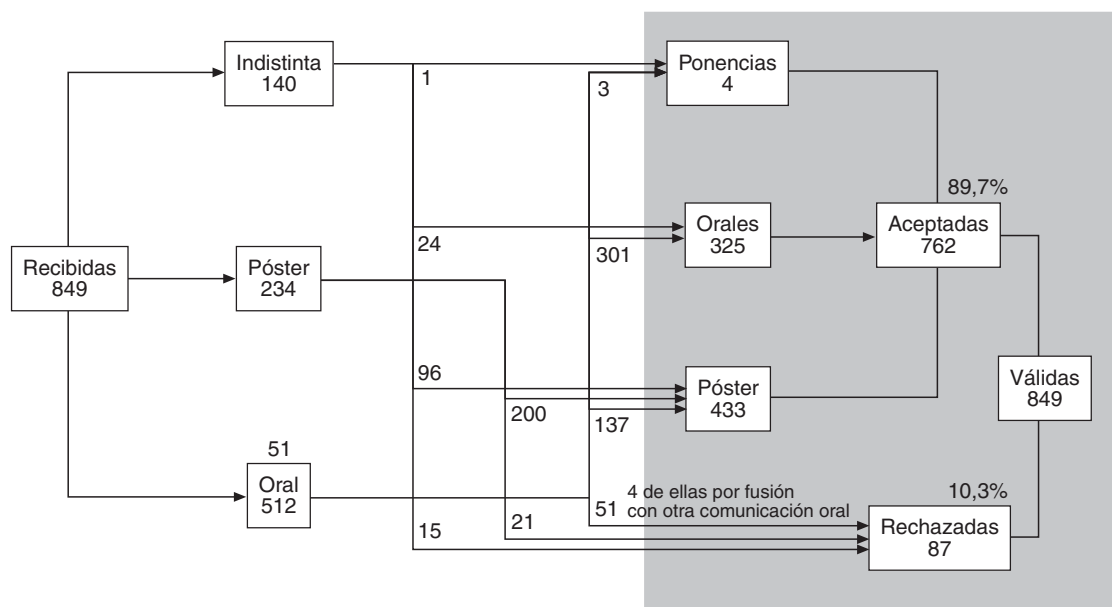 Indistinta
140
1
3
Ponencias
4
89,7%
Recibidas
849
Póster
234
24
301
Orales
325
Aceptadas
762
96
200
137
Póster
433
Válidas
849
51
Oral
512
15
21
51
4 de ellas por fusión
con otra comunicación oral
10,3%
Rechazadas
87